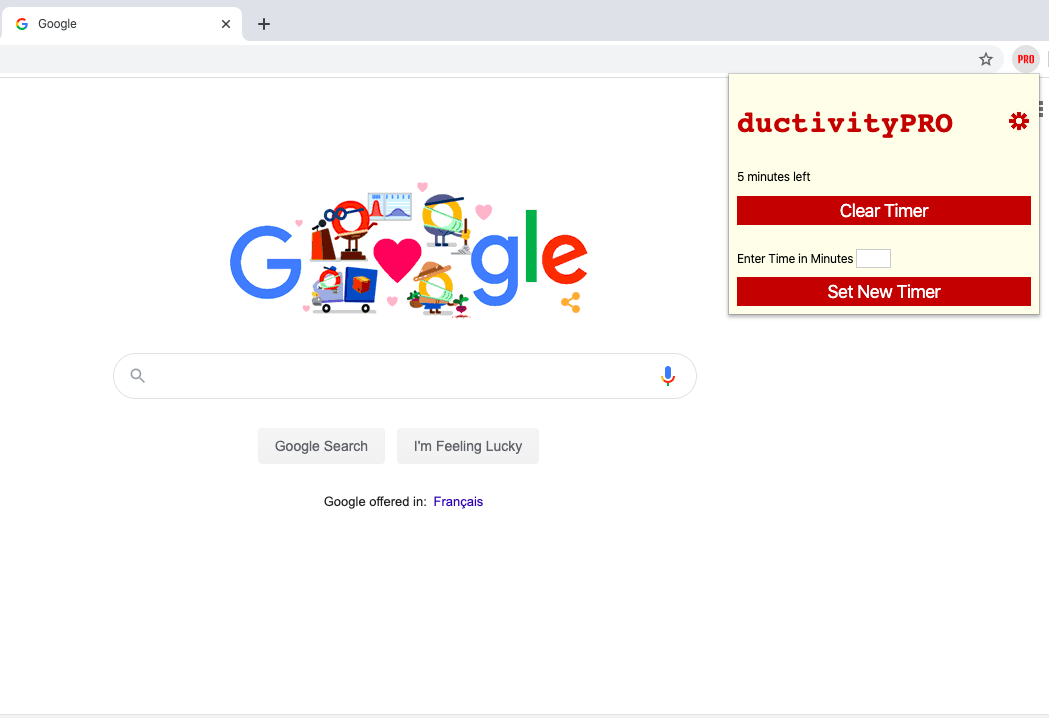 Google
PRO
ductivityPRO
5 minutes left
Clear Timer
Enter Time in Minutes
Set New Timer
Google
Google Search
I'm Feeling Lucky
Google offered in: Français